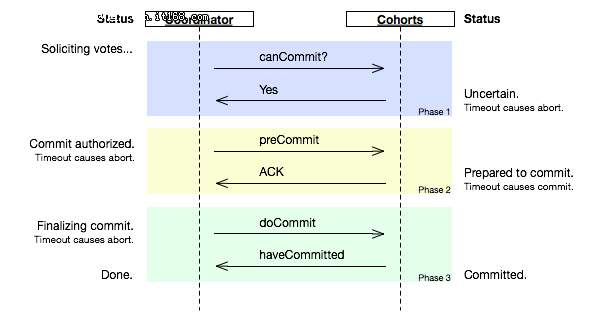 Status
Coordinator
Cohorts
Status
Soliciting votes...
canCommit?
Yes
Uncertain.
Timeout causes abort.
Phase 1
Commit authorized.
Timeout causes abort.
preCommit
ACK
Prepared to commit.
Timeout causes commit.
Phase 2
Finalizing commit.
Timeout causes abort.
doCommit
haveCommitted
Done.
Committed.
Phase 3